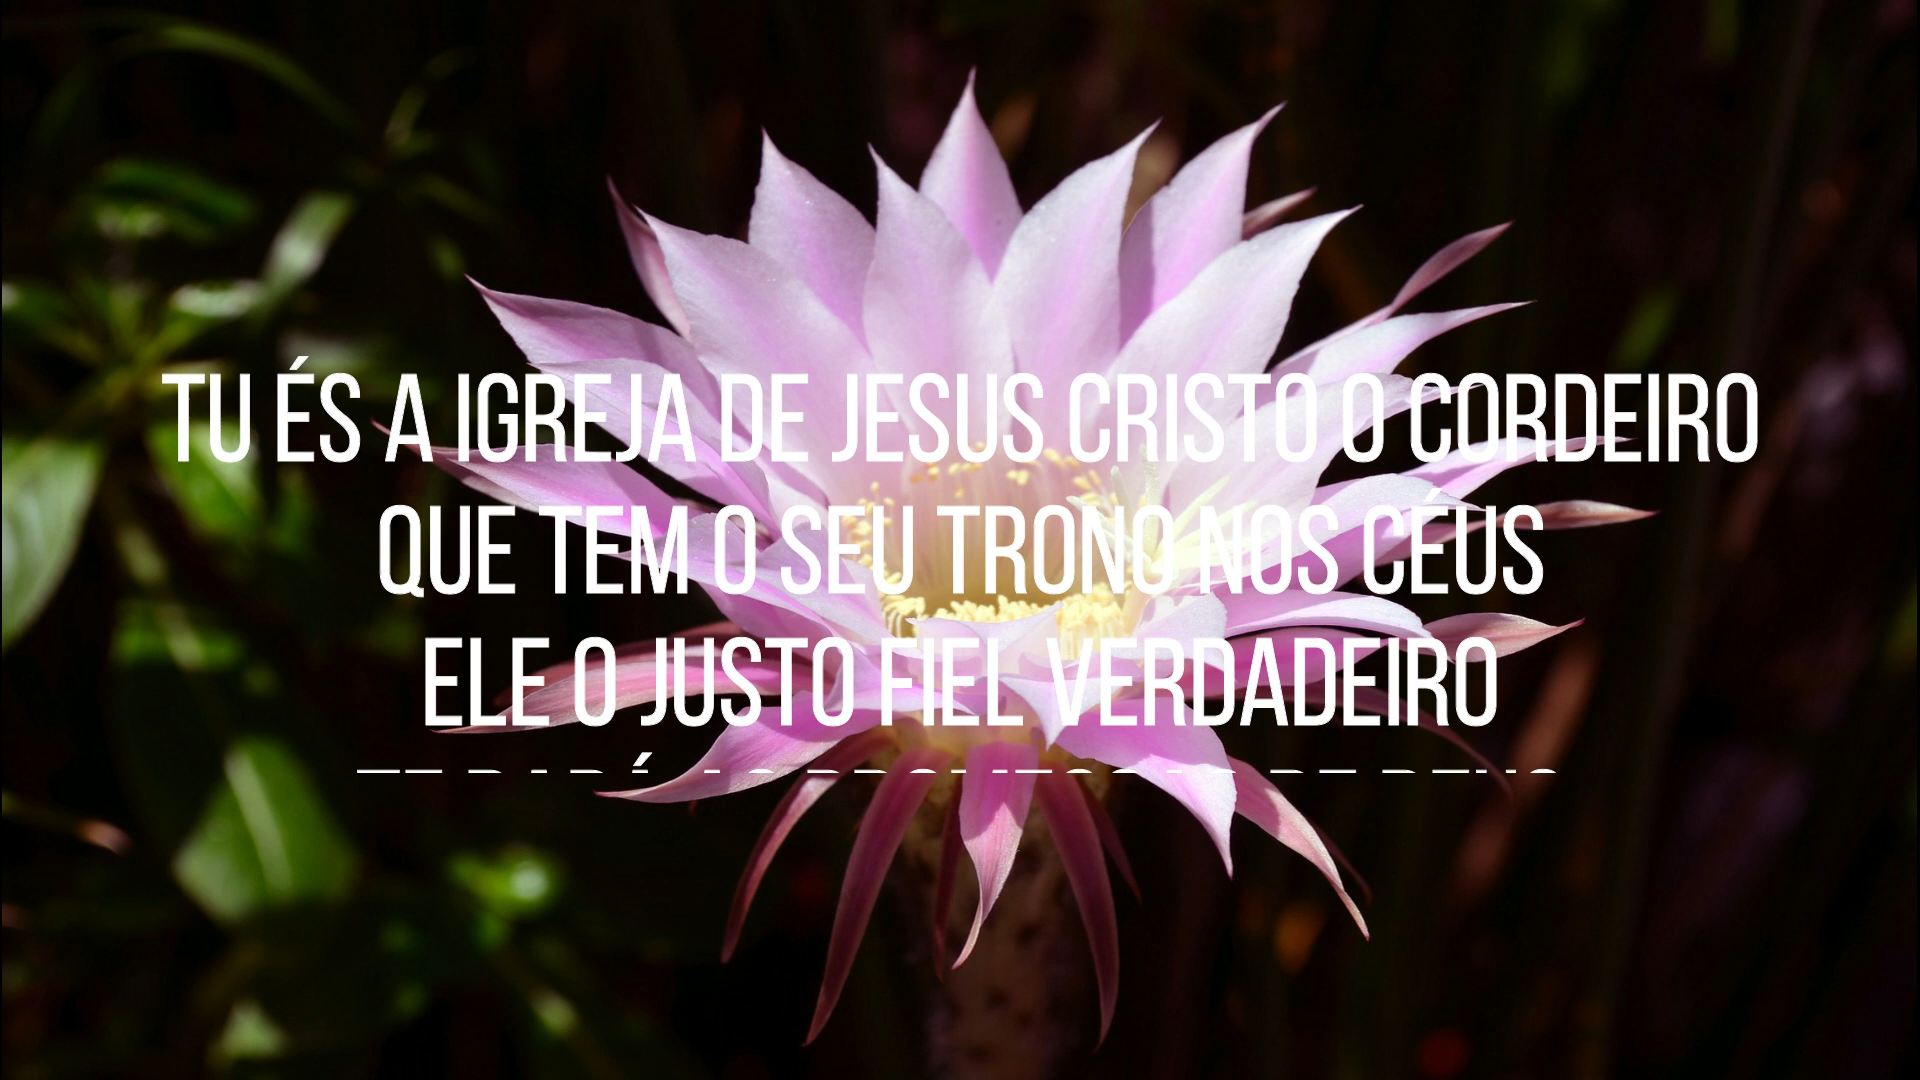 TU ÉS A IGREJA DE JESUS CRISTO O CORDEIRO
QUE TEM O SEU TRONO NOS CÉUS
ELE O JUSTO FIEL VERDADEIRO